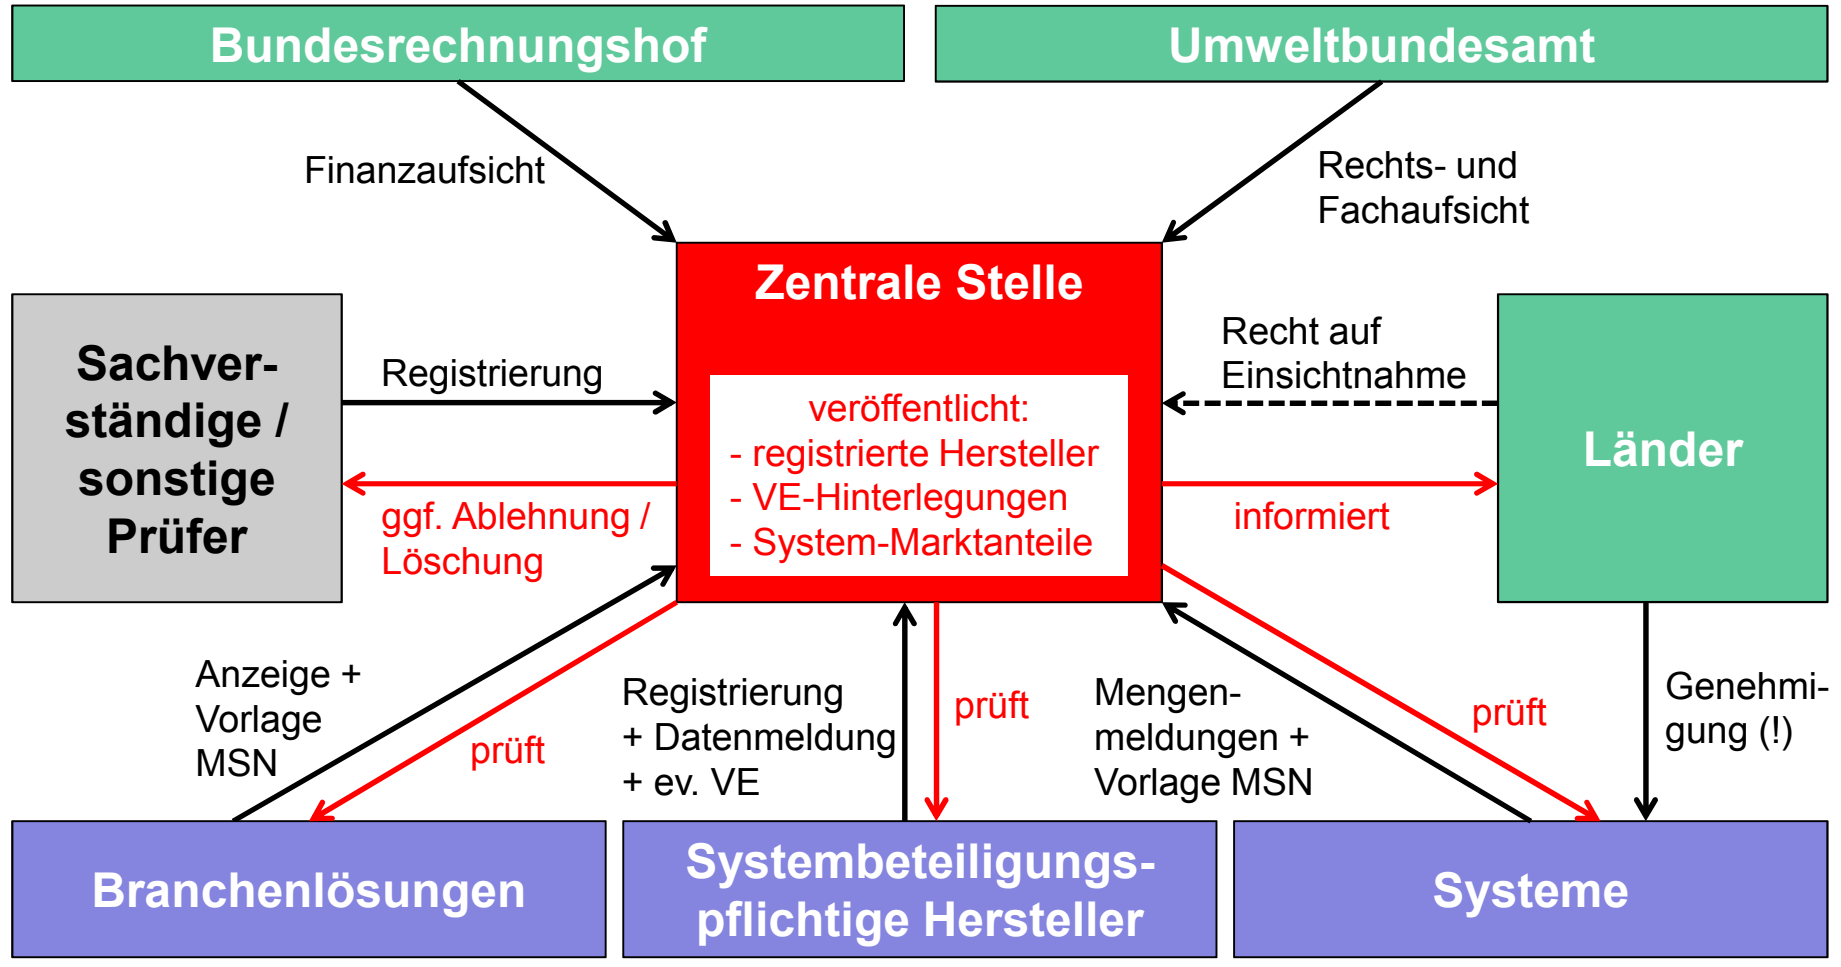 Bundesrechnungshof
Umweltbundesamt
Finanzaufsicht
Rechts- und
Fachaufsicht
Zentrale Stelle
veröffentlicht:
- registrierte Hersteller
- VE-Hinterlegungen
- System-Marktanteile
Sachver-
ständige /
sonstige
Prüfer
Registrierung
ggf. Ablehnung /
Löschung
Recht auf
Einsichtnahme
informiert
Länder
Anzeige +
Vorlage
MSN
prüft
Registrierung
+ Datenmeldung
+ ev. VE
prüft
Mengen-
meldungen +
Vorlage MSN
prüft
Genehmi-
gung (!)
Branchenlösungen
Systembeteiligungs-
pflichtige Hersteller
Systeme